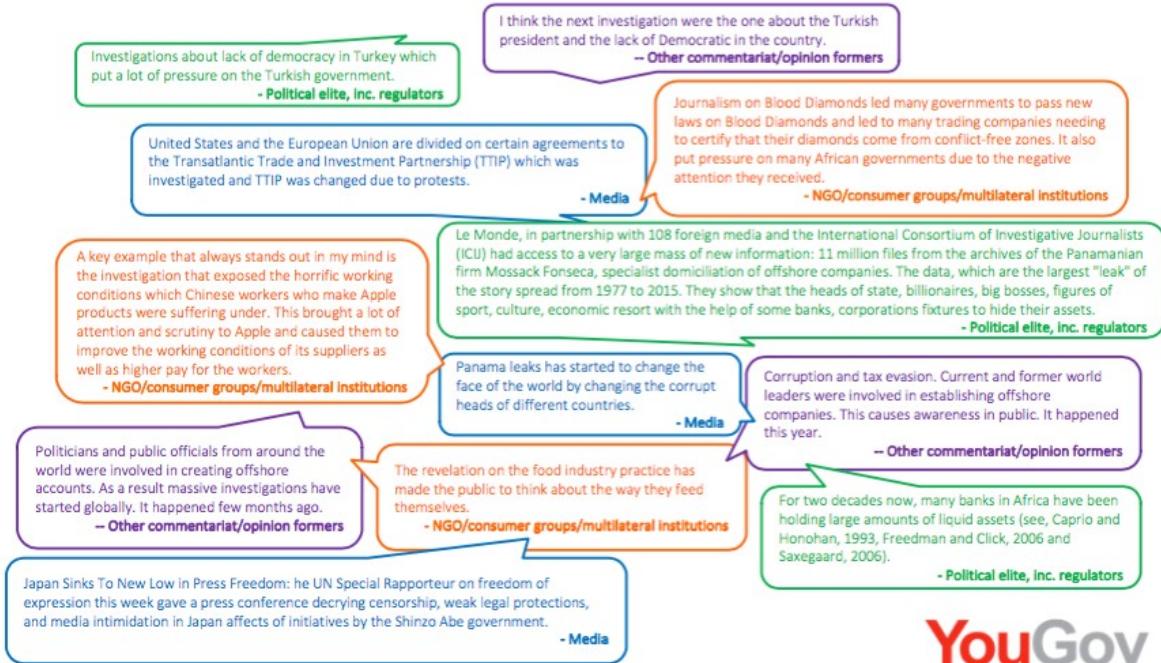 I think the next investigation were the one about the Turkish
president and the lack of Democratic in the country.
-- Other commentariat/opinion formers
Investigations about lack of democracy in Turkey which
put a lot of pressure on the Turkish government.
- Political elite, inc. regulators
Journalism on Blood Diamonds led many governments to pass new
laws on Blood Diamonds and led to many trading companies needing
to certify that their diamonds come from conflict-free zones. It also
put pressure on many African governments due to the negative
attention they received.
- NGO/consumer groups/multilateral institutions
United States and the European Union are divided on certain agreements to
the Transatlantic Trade and Investment Partnership (TTIP) which was
investigated and TTIP was changed due to protests.
- Media
Le Monde, in partnership with 108 foreign media and the International Consortium of Investigative Journalists
(ICIJ) had access to a very large mass of new information: 11 million files from the archives of the Panamanian
firm Mossack Fonseca, specialist domiciliation of offshore companies. The data, which are the largest "leak" of
the story spread from 1977 to 2015. They show that the heads of state, billionaires, big bosses, figures of
sport, culture, economic resort with the help of some banks, corporations fixtures to hide their assets.
- Political elite, inc. regulators
A key example that always stands out in my mind is
the investigation that exposed the horrific working
conditions which Chinese workers who make Apple
products were suffering under. This brought a lot of
attention and scrutiny to Apple and caused them to
improve the working conditions of its suppliers as
well as higher pay for the workers.
- NGO/consumer groups/multilateral institutions
Panama leaks has started to change the
face of the world by changing the corrupt
heads of different countries.
- Media
Corruption and tax evasion. Current and former world
leaders were involved in establishing offshore
companies. This causes awareness in public. It happened
this year.
-- Other commentariat/opinion formers
Politicians and public officials from around the
world were involved in creating offshore
accounts. As a result massive investigations have
started globally. It happened few months ago.
-- Other commentariat/opinion formers
The revelation on the food industry practice has
made the public to think about the way they feed
themselves.
- NGO/consumer groups/multilateral institutions
For two decades now, many banks in Africa have been
holding large amounts of liquid assets (see, Caprio and
Honohan, 1993, Freedman and Click, 2006 and
Saxegaard, 2006).
- Political elite, inc. regulators
Japan Sinks To New Low in Press Freedom: he UN Special Rapporteur on freedom of
expression this week gave a press conference decrying censorship, weak legal protections,
and media intimidation in Japan affects of initiatives by the Shinzo Abe government.
- Media
YouGov